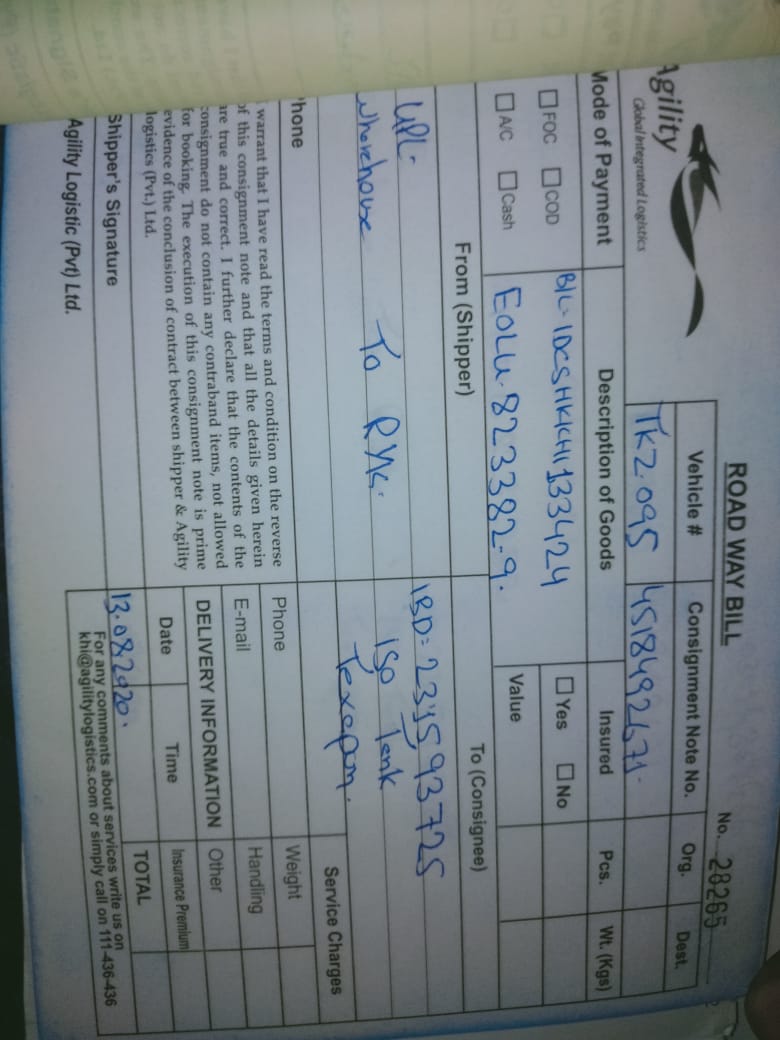 ROAD WAY BILL
No. 28265
Agility
Global Integrated Logistics
Vehicle # Consignment Note No. Org. Dest.
TKZ-095 4518492671
Mode of Payment Description of Goods Insured Pcs. Wt. (Kgs)
FOC COD B/L- IDCSHKICHI133424 Yes No
A/C Cash EOLU-823382-9. Value
From (Shipper) To (Consignee)
UPL- IBD=
Wherehouse To RYK. ISO Tenk
Texapon.
Phone Service Charges
Phone Weight
E-mail Handling
warrant that I have read the terms and condition on the reverse
of this consignment note and that all the details given herein
are true and correct. I further declare that the contents of the
consignment do not contain any contraband items, not allowed
for booking. The execution of this consignment note is prime
evidence of the conclusion of contract between shipper & Agility
logistics (Pvt.) Ltd.
DELIVERY INFORMATION Other
Date Time Insurance Premium
13.08.2020. TOTAL
Shipper's Signature
For any comments about services write us on
khi@agilitylogistics.com or simply call on 111-436-436
Agility Logistic (Pvt) Ltd.